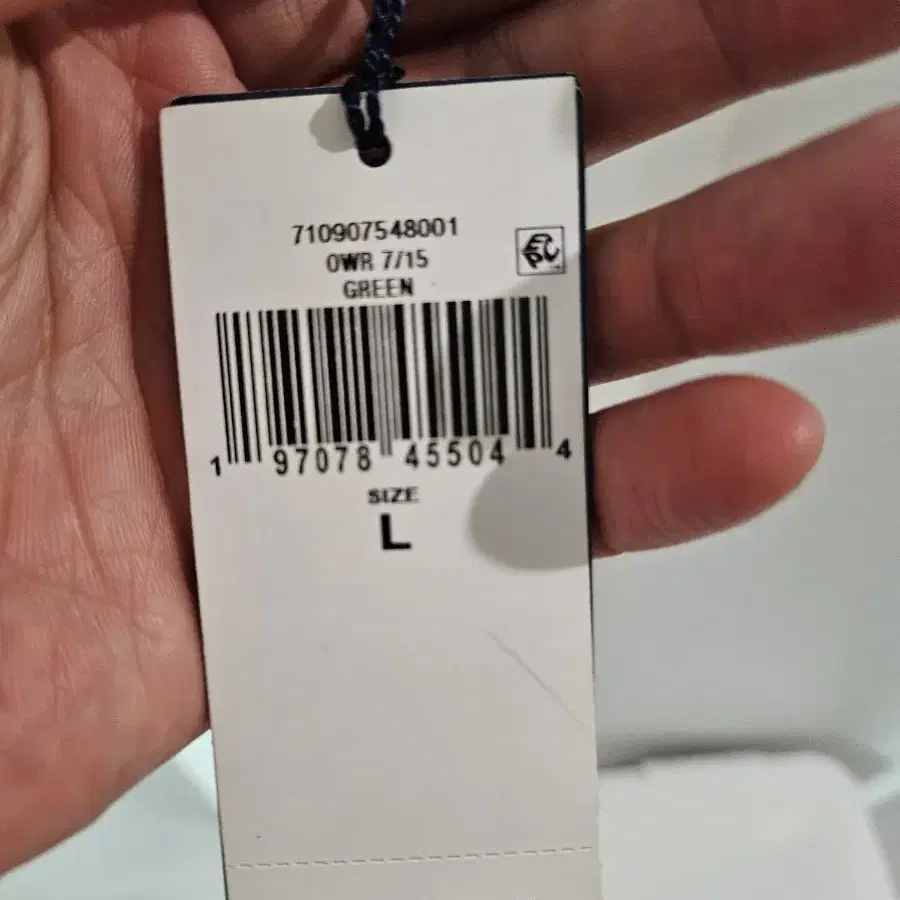 710907548001
OWR 7/15
GREEN
1 97078 45504 4
SIZE
L